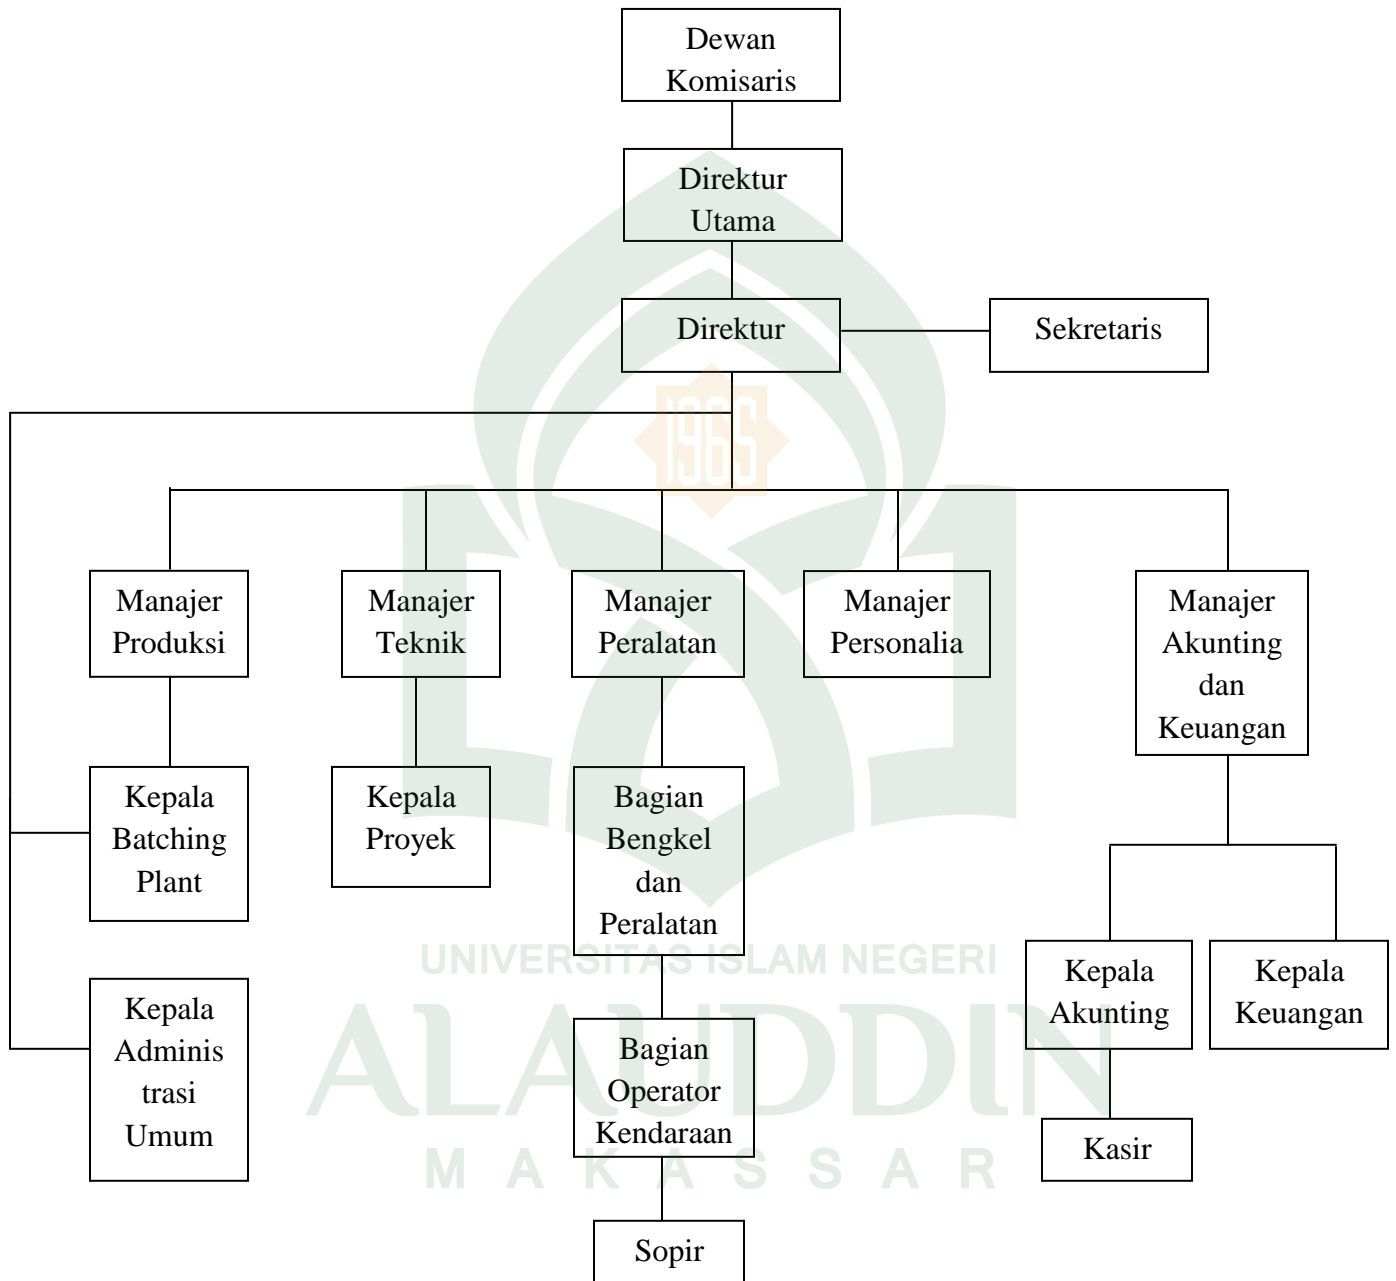 Dewan
Komisaris
Direktur
Utama
Direktur
Sekretaris
1965
Manajer
Produksi
Manajer
Teknik
Manajer
Peralatan
Manajer
Personalia
Manajer
Akunting
dan
Keuangan
Kepala
Batching
Plant
Kepala
Proyek
Bagian
Bengkel
dan
Peralatan
UNIVERSITAS ISLAM NEGERI
Kepala
Akunting
Kepala
Keuangan
Kepala
Adminis
trasi
Umum
ALAUDDIN
Bagian
Operator
Kendaraan
Kasir
MAKASSAR
Sopir